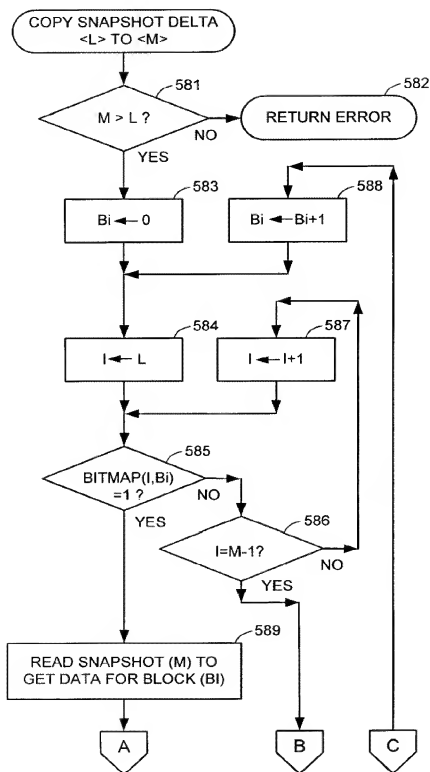 COPY SNAPSHOT DELTA
<L> TO <M>
581
M > L ?
NO
YES
582
RETURN ERROR
583
Bi ← 0
588
Bi ← Bi+1
584
I ← L
587
I ← I+1
585
BITMAP(I,Bi)
=1 ?
NO
YES
586
I=M-1?
NO
YES
589
READ SNAPSHOT (M) TO
GET DATA FOR BLOCK (BI)
A
B
C